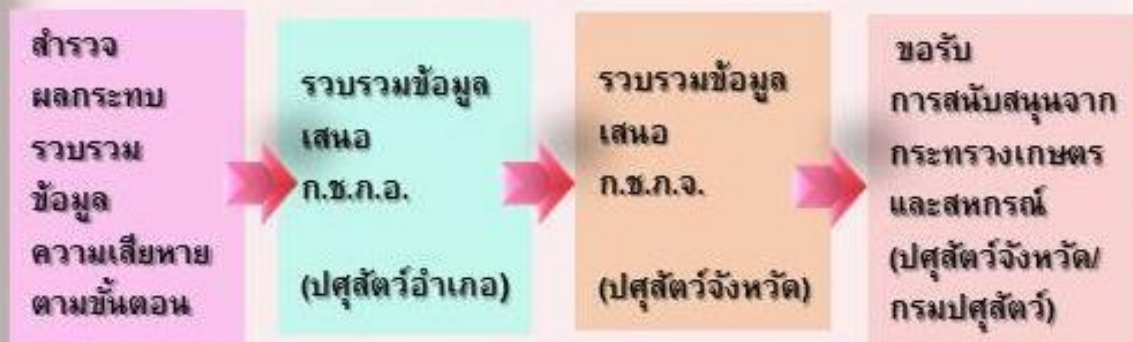 สำรวจ
ผลกระทบ
รวบรวม
ข้อมูล
ความเสียหาย
ตามขั้นตอน
รวบรวมข้อมูล
เสนอ
ก.ช.ภ.อ.
(ปศุสัตว์อำเภอ)
รวบรวมข้อมูล
เสนอ
ก.ช.ภ.จ.
(ปศุสัตว์จังหวัด)
ขอรับ
การสนับสนุนจาก
กระทรวงเกษตร
และสหกรณ์
(ปศุสัตว์จังหวัด/
กรมปศุสัตว์)